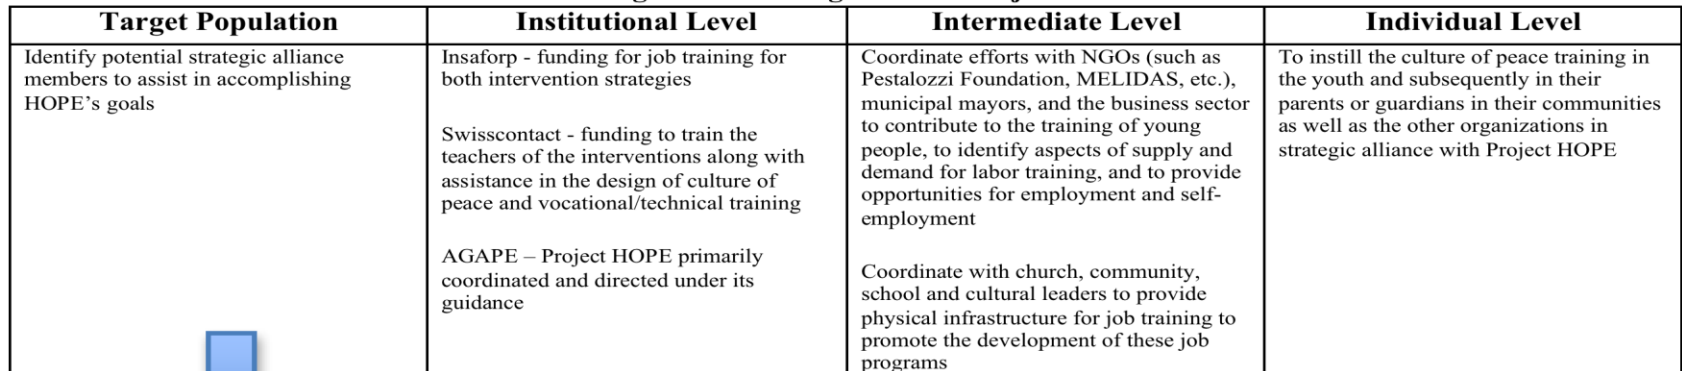 Target Population
Institutional Level
Intermediate Level
Individual Level
Identify potential strategic alliance
members to assist in accomplishing
HOPE’s goals
Insaforp - funding for job training for
both intervention strategies
Swisscontact - funding to train the
teachers of the interventions along with
assistance in the design of culture of
peace and vocational/technical training
AGAPE – Project HOPE primarily
coordinated and directed under its
guidance
Coordinate efforts with NGOs (such as
Pestalozzi Foundation, MELIDAS, etc.),
municipal mayors, and the business sector
to contribute to the training of young
people, to identify aspects of supply and
demand for labor training, and to provide
opportunities for employment and self-
employment
Coordinate with church, community,
school and cultural leaders to provide
physical infrastructure for job training to
promote the development of these job
programs
To instill the culture of peace training in
the youth and subsequently in their
parents or guardians in their communities
as well as the other organizations in
strategic alliance with Project HOPE